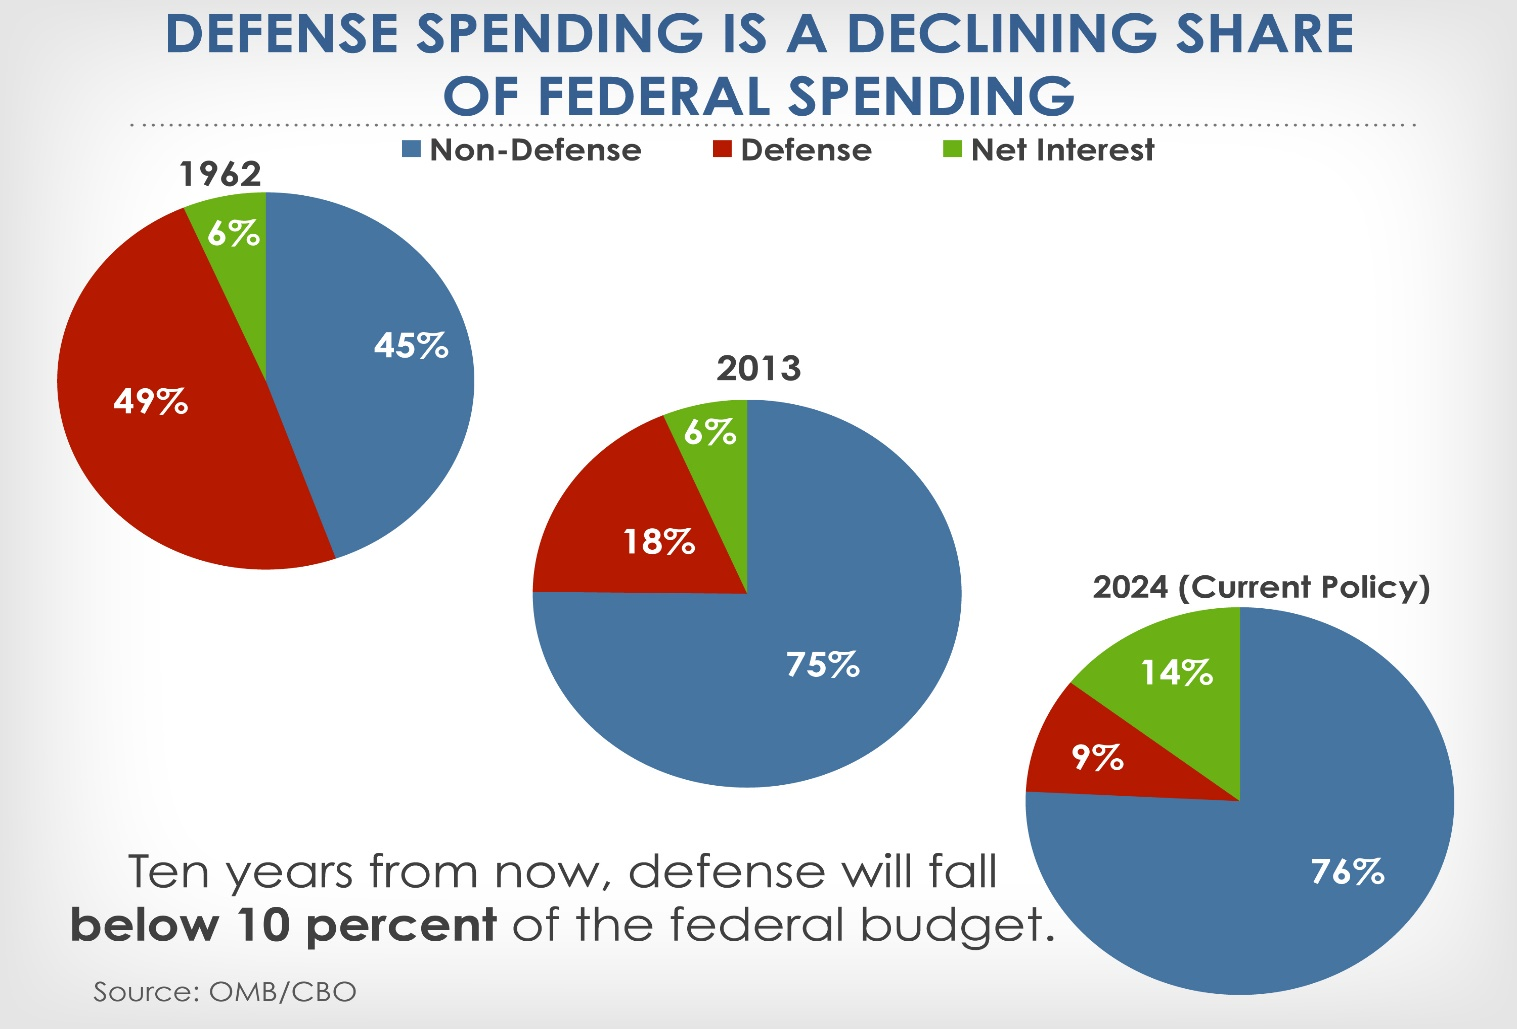 DEFENSE SPENDING IS A DECLINING SHARE
OF FEDERAL SPENDING
Non-Defense Defense Net Interest
1962
6%
45%
49%
2013
6%
18%
75%
2024 (Current Policy)
14%
9%
76%
Ten years from now, defense will fall
below 10 percent of the federal budget.
Source: OMB/CBO